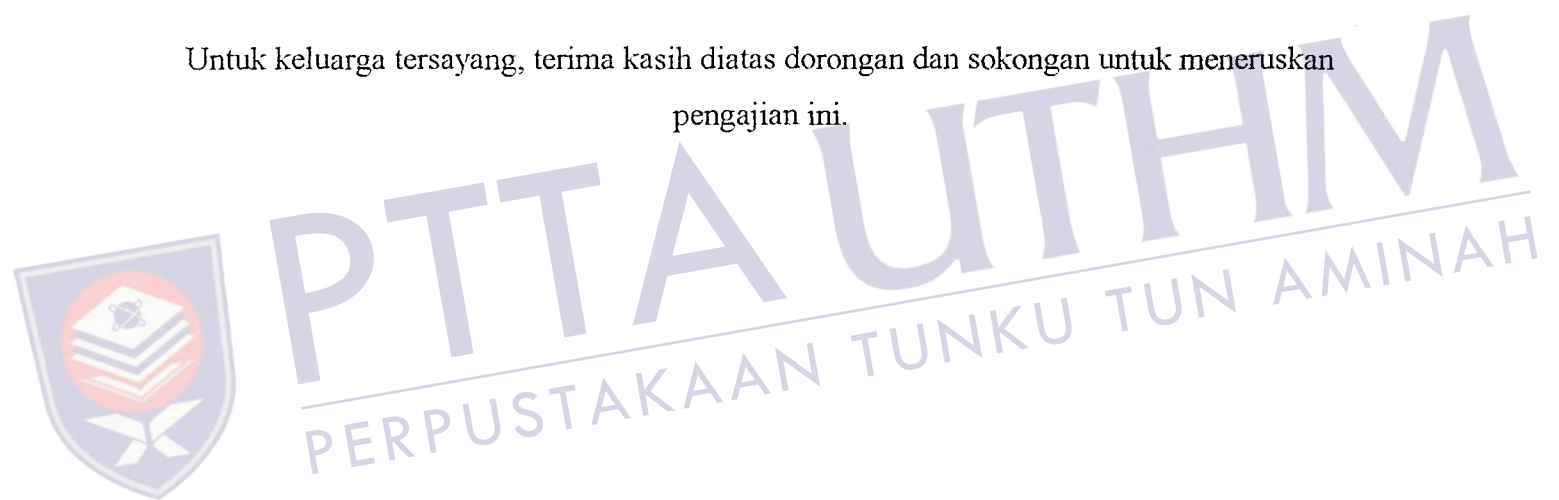 Untuk keluarga tersayang, terima kasih diatas dorongan dan sokongan untuk meneruskan
pengajian ini.
PTTA UTHM
PERPUSTAKAAN TUNKU TUN AMINAH